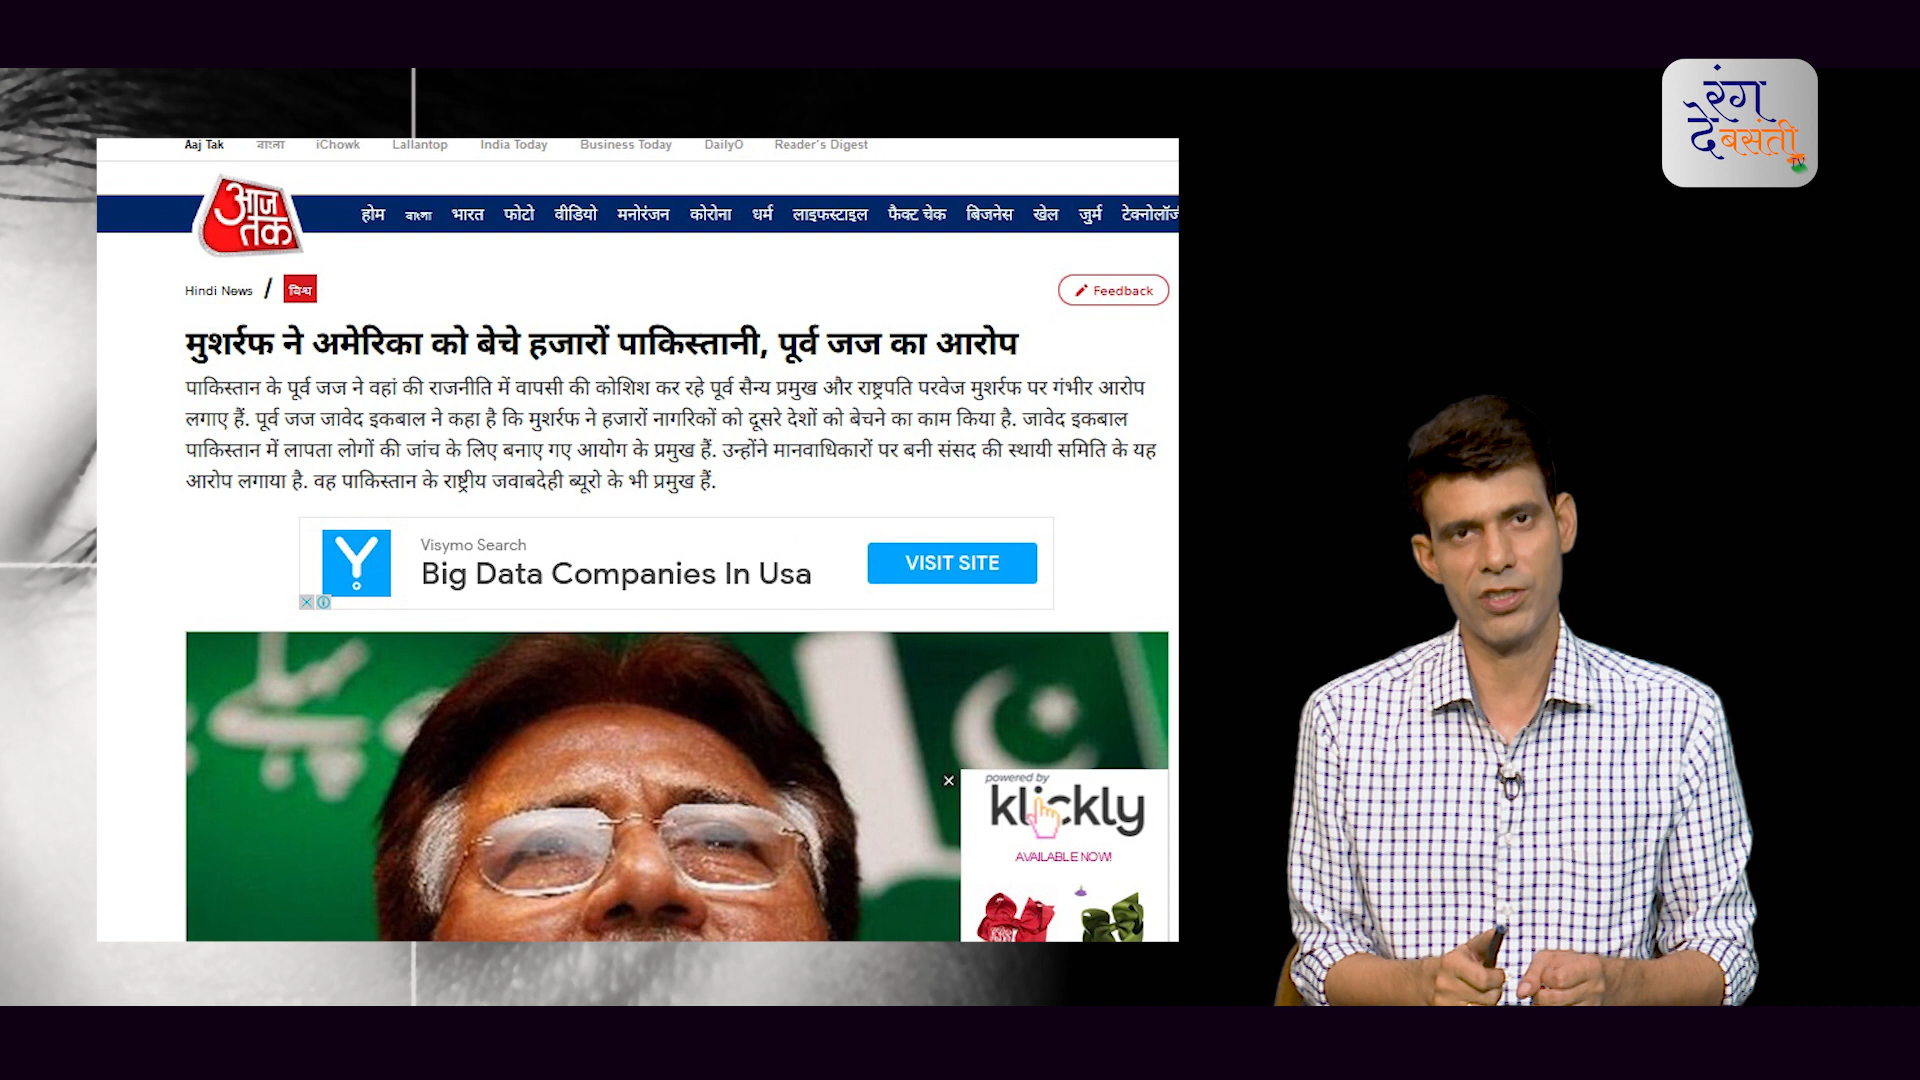 रंग
दे बसंती
Aaj Tak বাংলা iChowk Lallantop India Today Business Today DailyO Reader's Digest
आज
तक
होम বাংলা भारत फोटो वीडियो मनोरंजन कोरोना धर्म लाइफस्टाइल फैक्ट चेक बिजनेस खेल जुर्म टेक्नोलॉजी
Hindi News / विश्व
Feedback
मुशर्रफ ने अमेरिका को बेचे हजारों पाकिस्तानी, पूर्व जज का आरोप
पाकिस्तान के पूर्व जज ने वहां की राजनीति में वापसी की कोशिश कर रहे पूर्व सैन्य प्रमुख और राष्ट्रपति परवेज मुशर्रफ पर गंभीर आरोप
लगाए हैं. पूर्व जज जावेद इकबाल ने कहा है कि मुशर्रफ ने हजारों नागरिकों को दूसरे देशों को बेचने का काम किया है. जावेद इकबाल
पाकिस्तान में लापता लोगों की जांच के लिए बनाए गए आयोग के प्रमुख हैं. उन्होंने मानवाधिकारों पर बनी संसद की स्थायी समिति के यह
आरोप लगाया है. वह पाकिस्तान के राष्ट्रीय जवाबदेही ब्यूरो के भी प्रमुख हैं.
Visymo Search
Big Data Companies In Usa
VISIT SITE
powered by
klickly
AVAILABLE NOW!